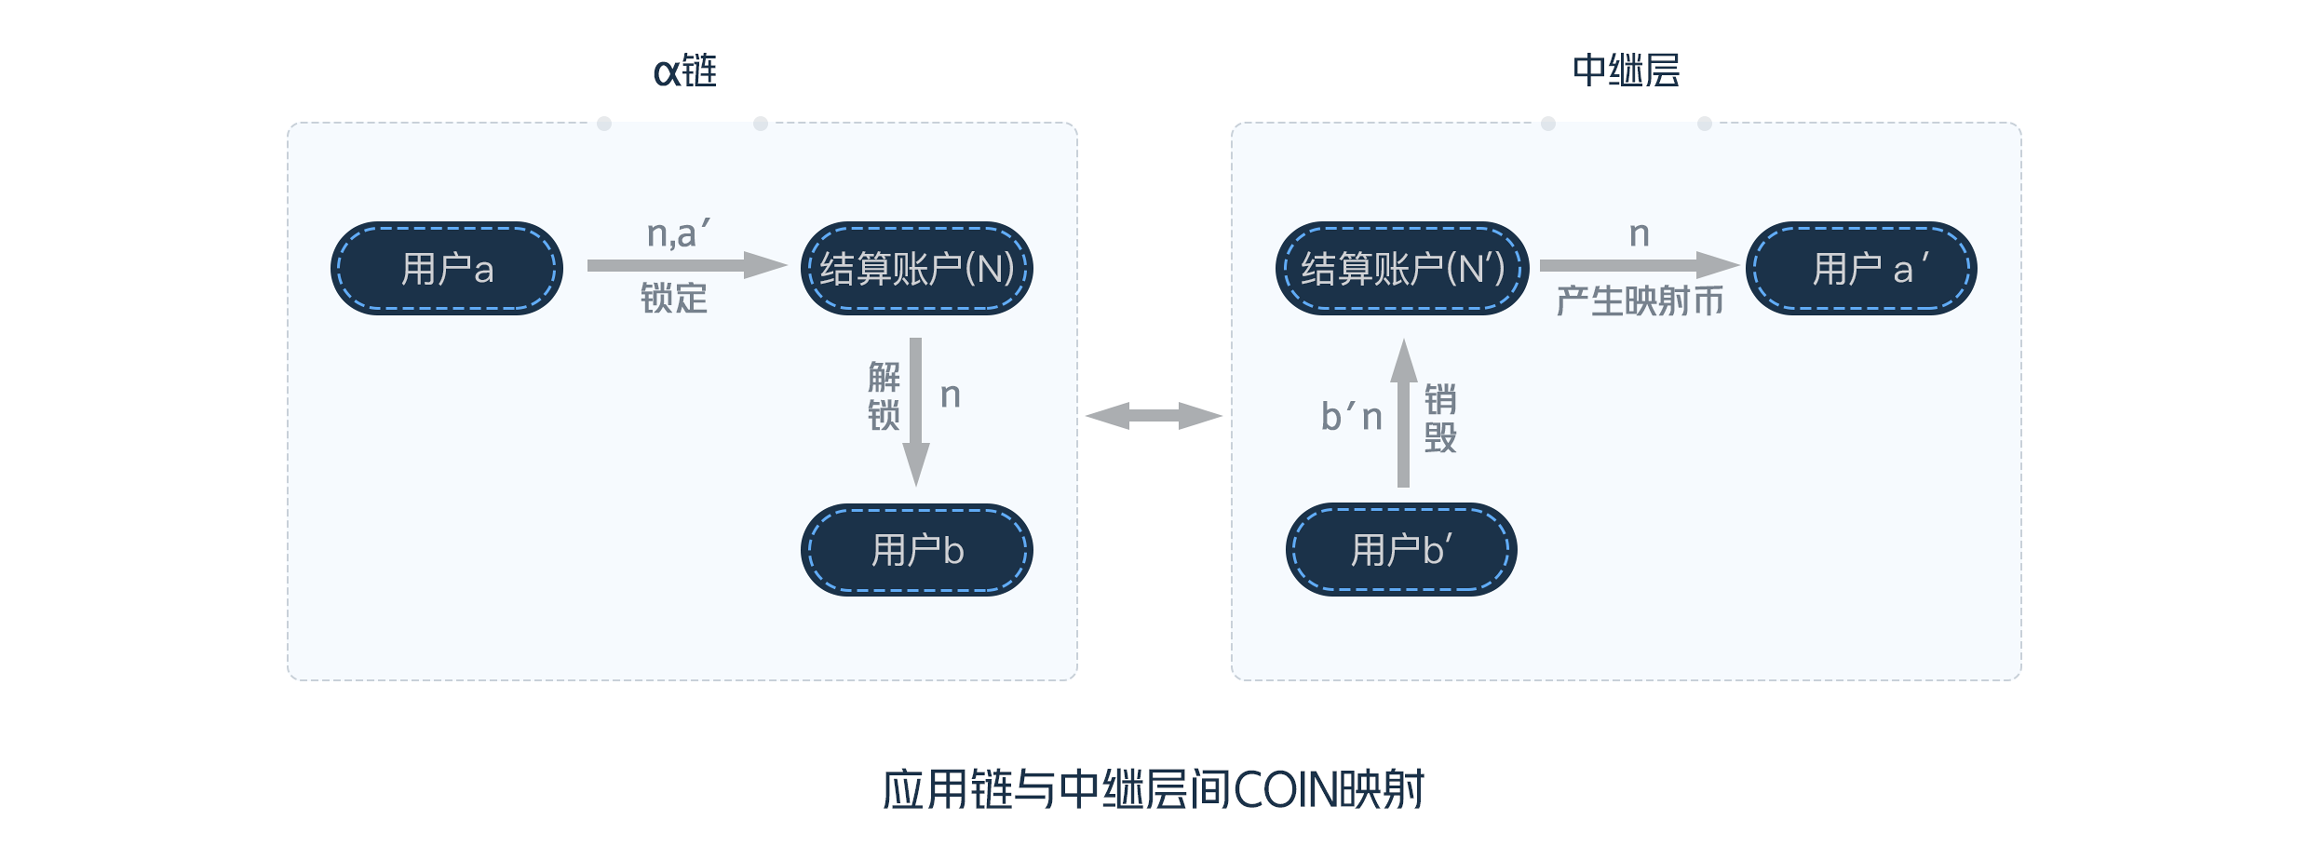 α链
中继层
用户a
n,a′
锁定
结算账户(N)
解锁
n
用户b
结算账户(N′)
n
产生映射币
用户 a′
b′n
销毁
用户b′
应用链与中继层间COIN映射